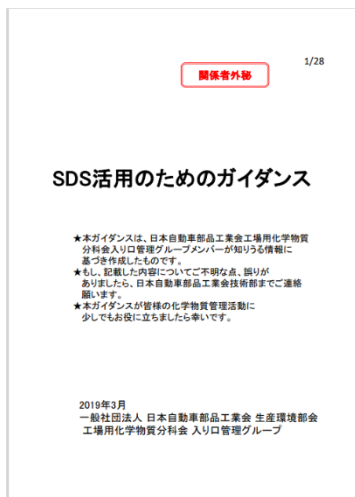 1/28
関係者外秘
SDS活用のためのガイダンス
★本ガイダンスは、日本自動車部品工業会工場用化学物質
分科会入り口管理グループメンバーが知りうる情報に
基づき作成したものです。
★もし、記載した内容についてご不明な点、誤りが
ありましたら、日本自動車部品工業会技術部までご連絡
願います。
★本ガイダンスが皆様の化学物質管理活動に
少しでもお役に立ちましたら幸いです。
2019年3月
一般社団法人 日本自動車部品工業会 生産環境部会
工場用化学物質分科会 入り口管理グループ